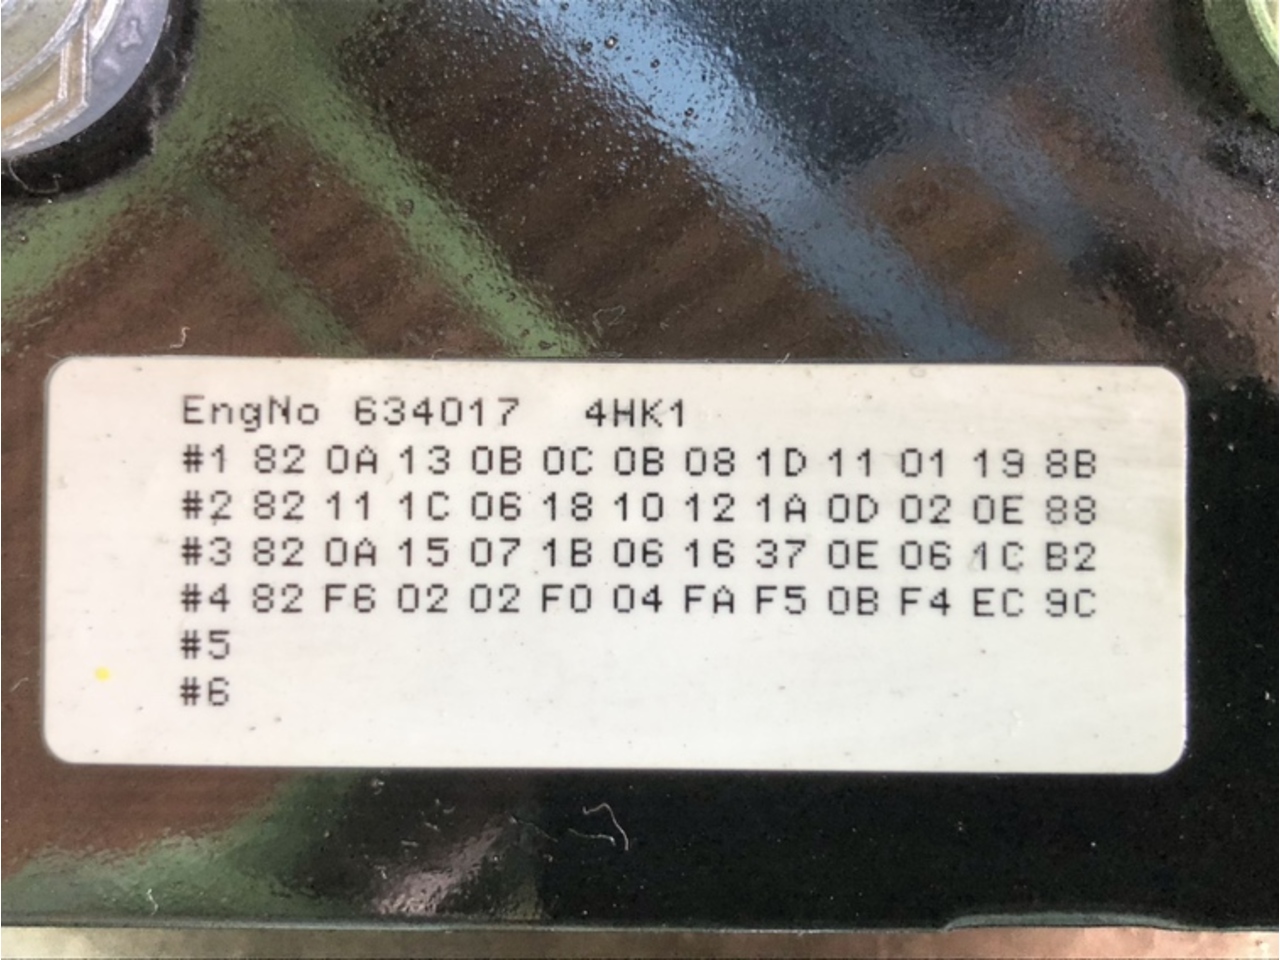 EngNo 634017 4HK1
#1 82 0A 13 0B 0C 0B 08 1D 11 01 19 8B
#2 82 11 1C 06 18 10 12 1A 0D 02 0E 88
#3 82 0A 15 07 1B 06 16 37 0E 06 1C B2
#4 82 F6 02 02 F0 04 FA F5 0B F4 EC 9C
#5
#6